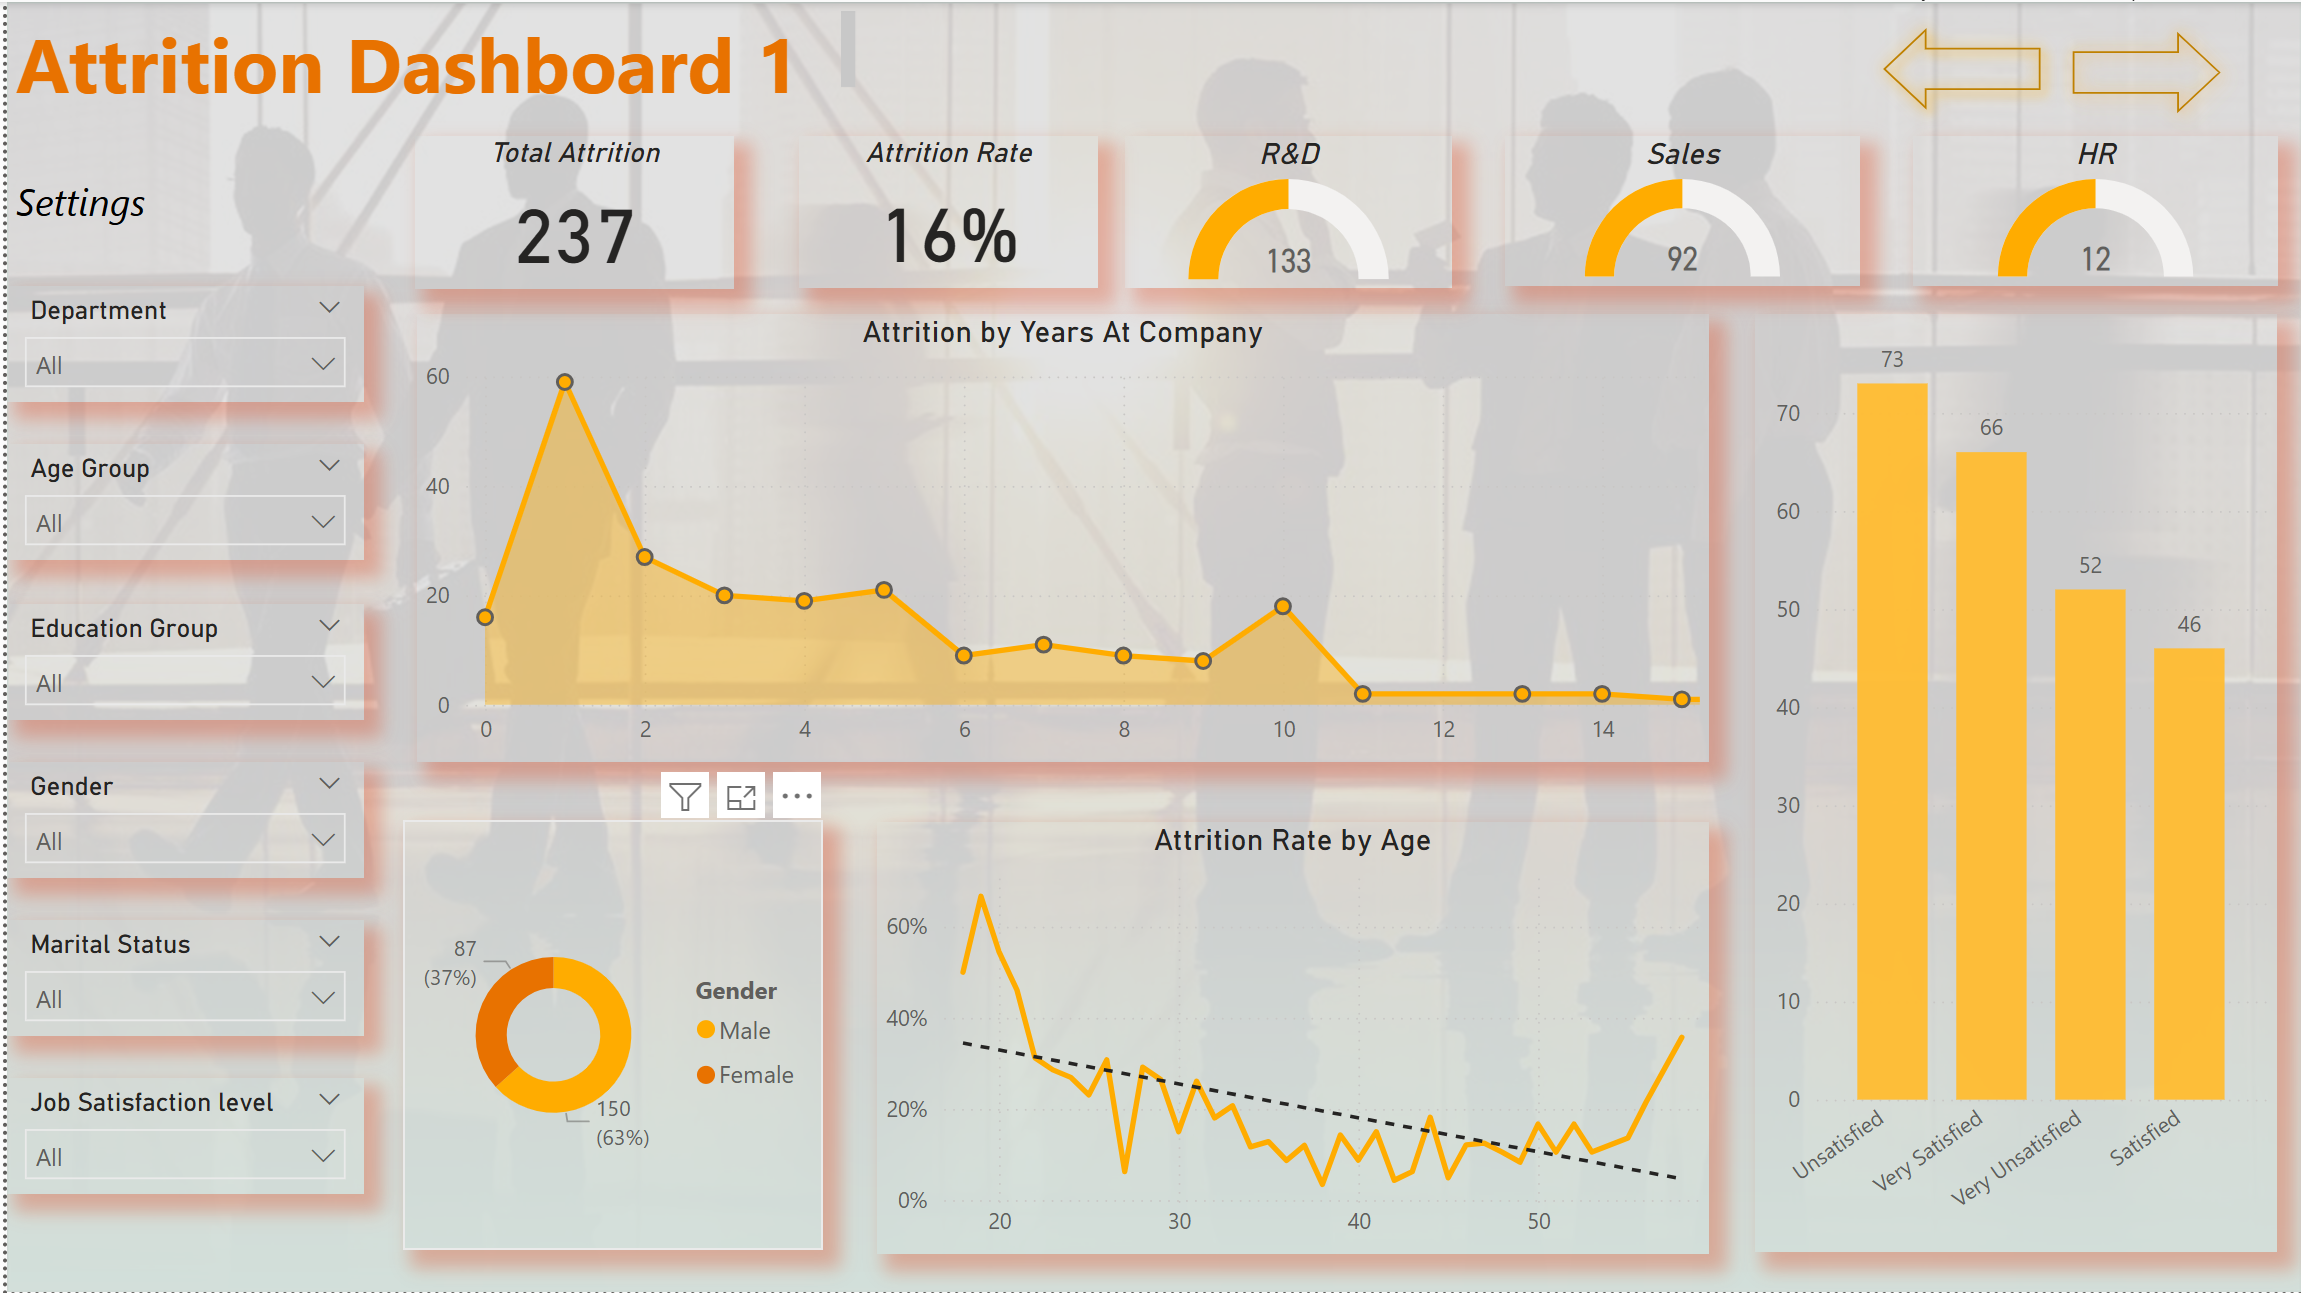 Attrition Dashboard 1
Settings
Total Attrition
237
Attrition Rate
16%
R&D
133
Sales
92
HR
12
Department
All
Age Group
All
Education Group
All
Gender
All
Marital Status
All
Job Satisfaction level
All
Attrition by Years At Company
60
40
20
0
0 2 4 6 8 10 12 14
87
(37%)
150
(63%)
Gender
Male
Female
Attrition Rate by Age
60%
40%
20%
0%
20 30 40 50
73
66
52
46
70
60
50
40
30
20
10
0
Unsatisfied
Very Satisfied
Very Unsatisfied
Satisfied